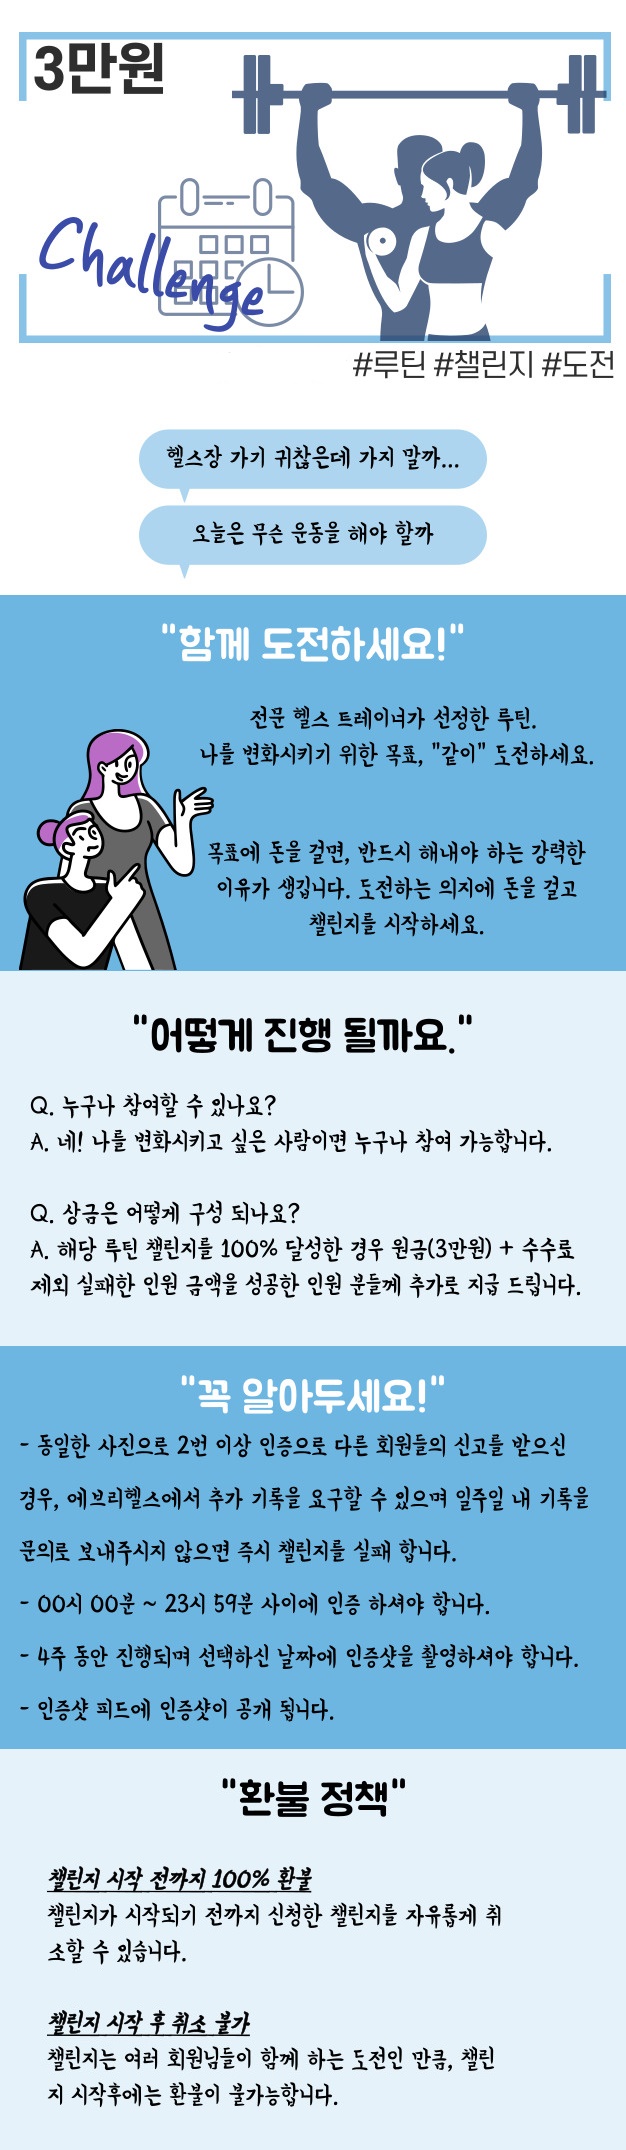 3만원
Challenge
#루틴 #챌린지 #도전
헬스장 가기 귀찮은데 가지 말까...
오늘은 무슨 운동을 해야 할까
"함께 도전하세요!"
전문 헬스 트레이너가 선정한 루틴.
나를 변화시키기 위한 목표, "같이" 도전하세요.
목표에 돈을 걸면, 반드시 해내야 하는 강력한
이유가 생깁니다. 도전하는 의지에 돈을 걸고
챌린지를 시작하세요.
"어떻게 진행 될까요."
Q. 누구나 참여할 수 있나요?
A. 네! 나를 변화시키고 싶은 사람이면 누구나 참여 가능합니다.
Q. 상금은 어떻게 구성 되나요?
A. 해당 루틴 챌린지를 100% 달성한 경우 원금(3만원) + 수수료
제외 실패한 인원 금액을 성공한 인원 분들께 추가로 지급 드립니다.
"꼭 알아두세요!"
- 동일한 사진으로 2번 이상 인증으로 다른 회원들의 신고를 받으신
경우, 에브리헬스에서 추가 기록을 요구할 수 있으며 일주일 내 기록을
문의로 보내주시지 않으면 즉시 챌린지를 실패 합니다.
- 00시 00분 ~ 23시 59분 사이에 인증 하셔야 합니다.
- 4주 동안 진행되며 선택하신 날짜에 인증샷을 촬영하셔야 합니다.
- 인증샷 피드에 인증샷이 공개 됩니다.
"환불 정책"
챌린지 시작 전까지 100% 환불
챌린지가 시작되기 전까지 신청한 챌린지를 자유롭게 취
소할 수 있습니다.
챌린지 시작 후 취소 불가
챌린지는 여러 회원님들이 함께 하는 도전인 만큼, 챌린
지 시작후에는 환불이 불가능합니다.